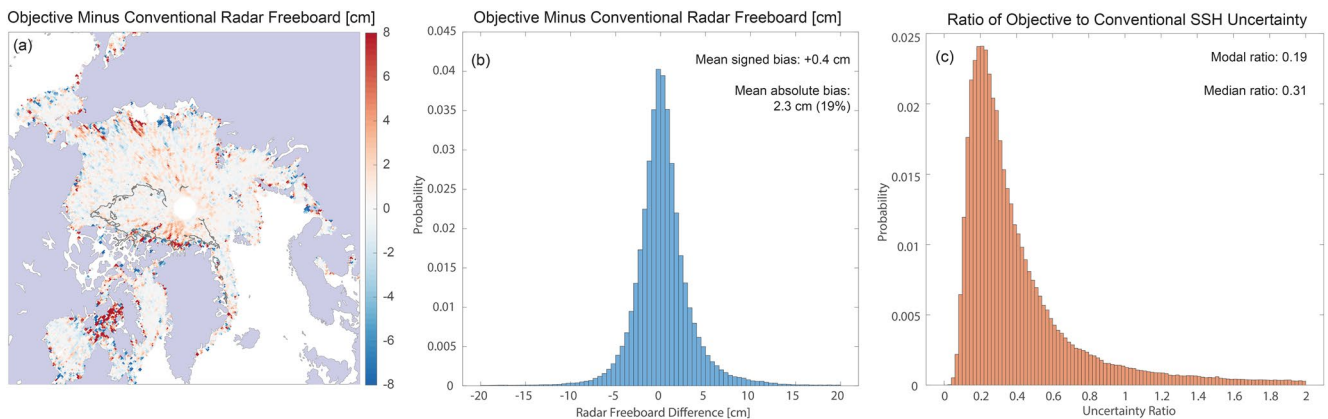 Objective Minus Conventional Radar Freeboard [cm]
(a)
8
6
4
2
0
-2
-4
-6
-8
Objective Minus Conventional Radar Freeboard [cm]
(b)
Mean signed bias: +0.4 cm
Mean absolute bias:
2.3 cm (19%)
0.045
0.04
0.035
0.03
0.025
0.02
0.015
0.01
0.005
0
Probability
-20 -15 -10 -5 0 5 10 15 20
Radar Freeboard Difference [cm]
Ratio of Objective to Conventional SSH Uncertainty
(c)
Modal ratio: 0.19
Median ratio: 0.31
0.025
0.02
0.015
0.01
0.005
0
Probability
0 0.2 0.4 0.6 0.8 1 1.2 1.4 1.6 1.8 2
Uncertainty Ratio